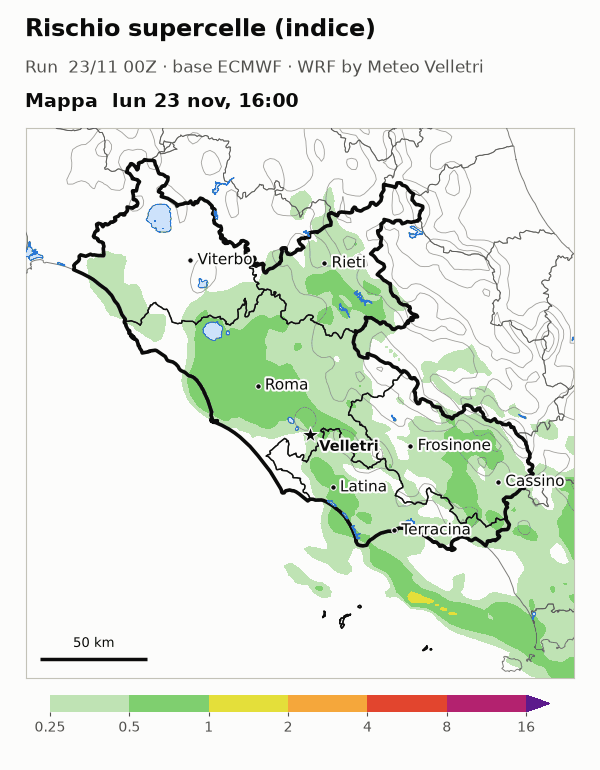 Rischio supercelle (indice)
Run  23/11 00Z · base ECMWF · WRF by Meteo Velletri
Mappa  lun 23 nov, 16:00
Viterbo
Rieti
Roma
Velletri
Frosinone
Latina
Cassino
Terracina
50 km
0.25 0.5 1 2 4 8 16